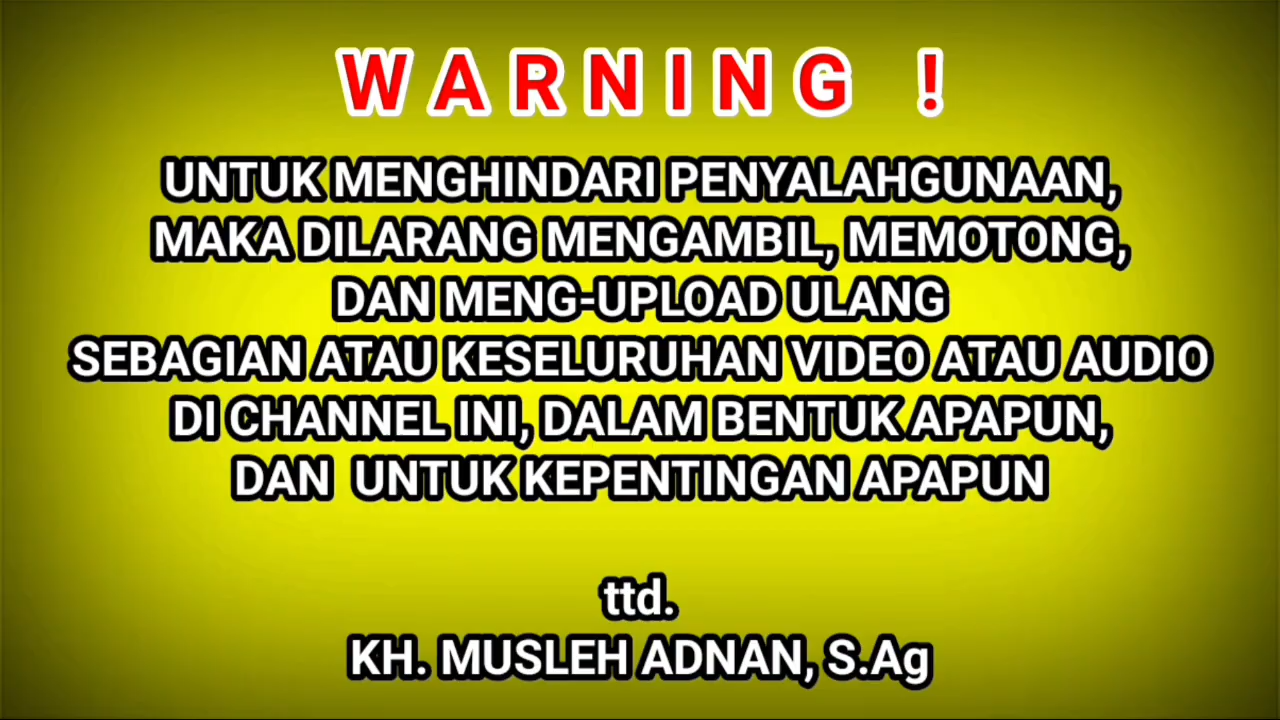 WARNING !
UNTUK MENGHINDARI PENYALAHGUNAAN,
MAKA DILARANG MENGAMBIL, MEMOTONG,
DAN MENG-UPLOAD ULANG
SEBAGIAN ATAU KESELURUHAN VIDEO ATAU AUDIO
DI CHANNEL INI, DALAM BENTUK APAPUN,
DAN UNTUK KEPENTINGAN APAPUN
ttd.
KH. MUSLEH ADNAN, S.Ag